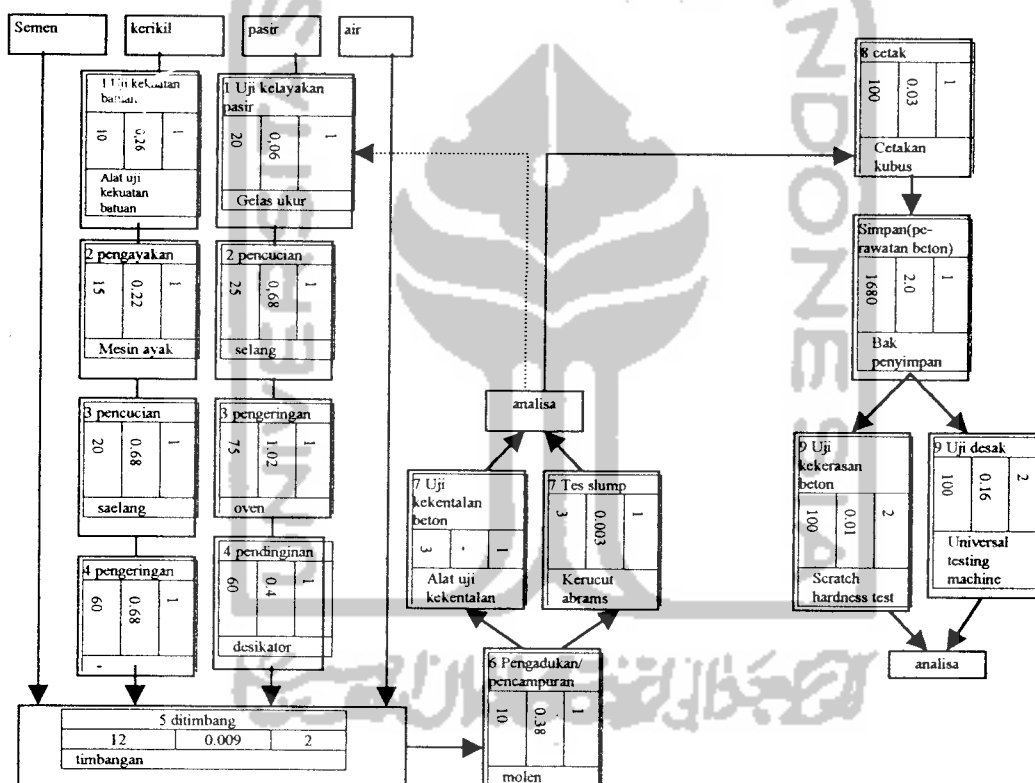 Semen
kerikil
pasir
air
1 Uji kekuatan
batuan
10
0,26
1
Alat uji
kekuatan
batuan
1 Uji kelayakan
pasir
20
0,06
1
Gelas ukur
2 pengayakan
15
0.22
1
Mesin ayak
2 pencucian
25
0,68
1
selang
3 pencucian
20
0.68
1
saelang
3 pengeringan
75
1.02
1
oven
4 pengeringan
60
0.68
1
-
4 pendinginan
60
0.4
1
desikator
5 ditimbang
12
0.009
2
timbangan
6 Pengadukan/
pencampuran
10
0.38
1
molen
7 Uji
kekentalan
beton
3
-
1
Alat uji
kekentalan
7 Tes slump
3
0.003
1
Kerucut
abrams
analisa
8 cetak
100
0.03
1
Cetakan
kubus
Simpan(pe-
rawatan beton)
1680
2.0
1
Bak
penyimpan
9 Uji
kekerasan
beton
100
0.01
2
Scratch
hardness test
9 Uji desak
100
0.16
2
Universal
testing
machine
analisa